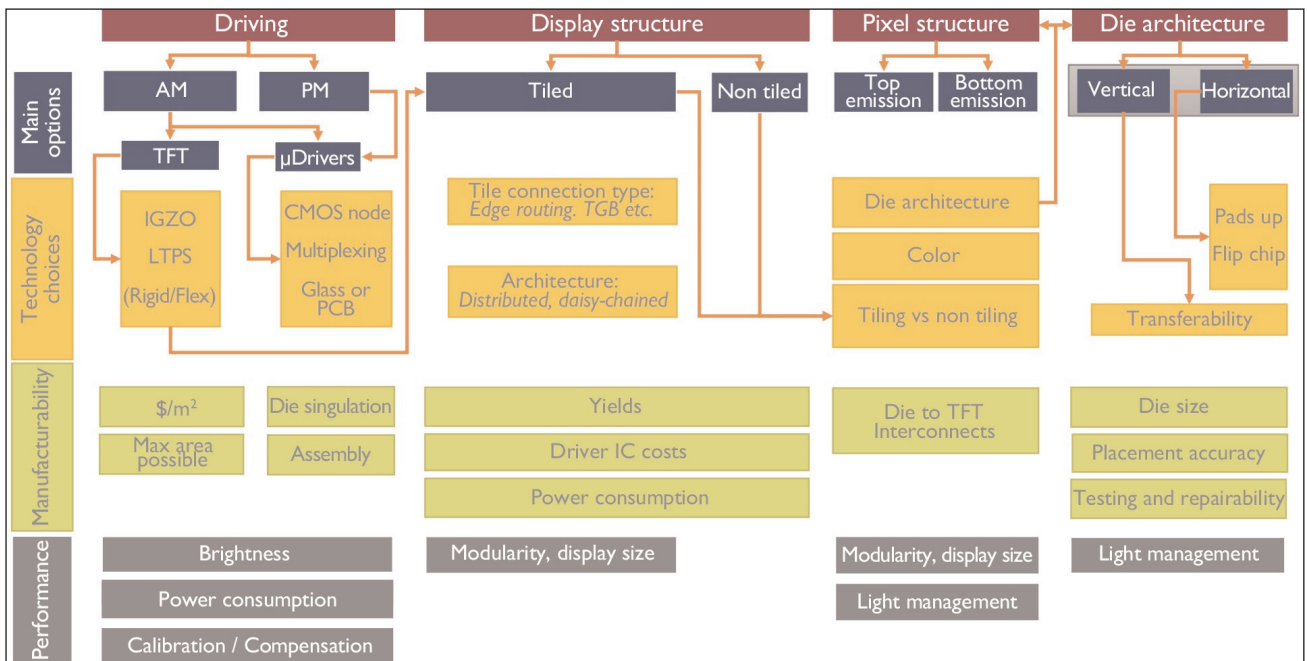 Driving
Display structure
Pixel structure
Die architecture
Main
options
AM
PM
Tiled
Non tiled
Top
emission
Bottom
emission
Vertical
Horizontal
TFT
µDrivers
Technology
choices
IGZO
LTPS
(Rigid/Flex)
CMOS node
Multiplexing
Glass or
PCB
Tile connection type:
Edge routing. TGB etc.
Architecture:
Distributed, daisy-chained
Die architecture
Color
Tiling vs non tiling
Pads up
Flip chip
Transferability
Manufacturability
$/m²
Max area
possible
Die singulation
Assembly
Yields
Driver IC costs
Power consumption
Die to TFT
Interconnects
Die size
Placement accuracy
Testing and repairability
Performance
Brightness
Power consumption
Calibration / Compensation
Modularity, display size
Modularity, display size
Light management
Light management